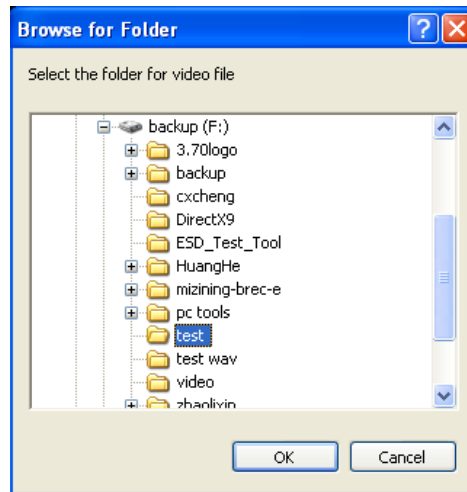 Browse for Folder
Select the folder for video file
backup (F:)
3.70logo
backup
cxcheng
DirectX9
ESD_Test_Tool
HuangHe
mizining-brec-e
pc tools
test
test wav
video
zhaolixin
OK
Cancel